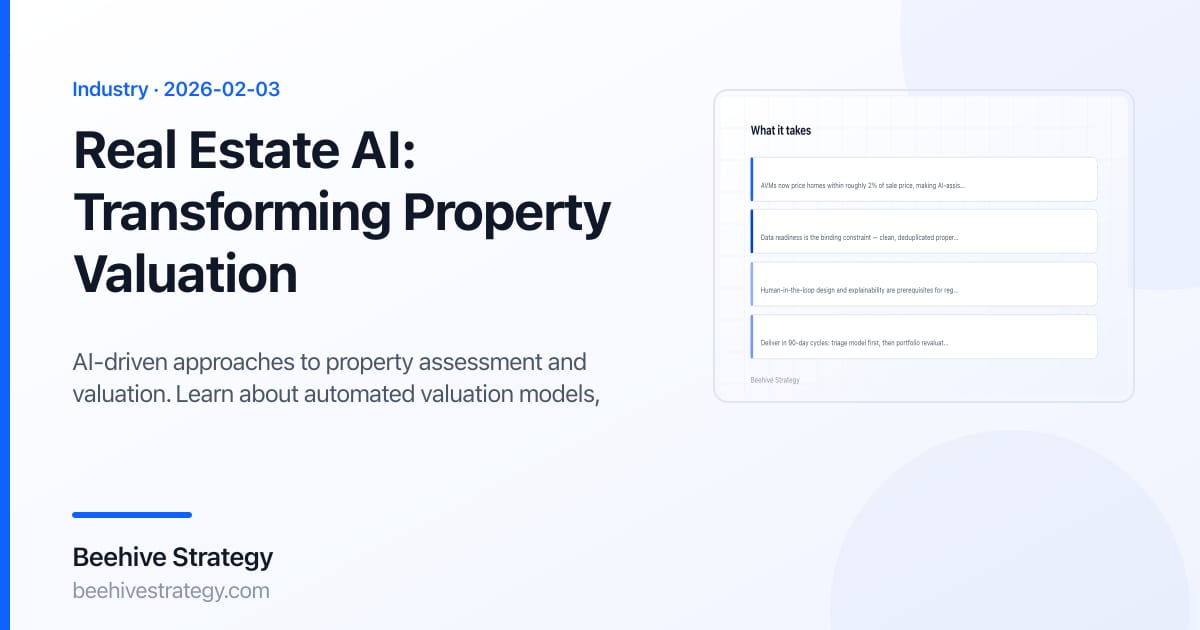 Industry · 2026-02-03
Real Estate AI:
Transforming Property
Valuation
AI-driven approaches to property assessment and
valuation. Learn about automated valuation models,
Beehive Strategy
beehivestrategy.com
What it takes
AVMs now price homes within roughly 2% of sale price, making AI-assis...
Data readiness is the binding constraint — clean, deduplicated proper...
Human-in-the-loop design and explainability are prerequisites for reg...
Deliver in 90-day cycles: triage model first, then portfolio revaluat...
Beehive Strategy